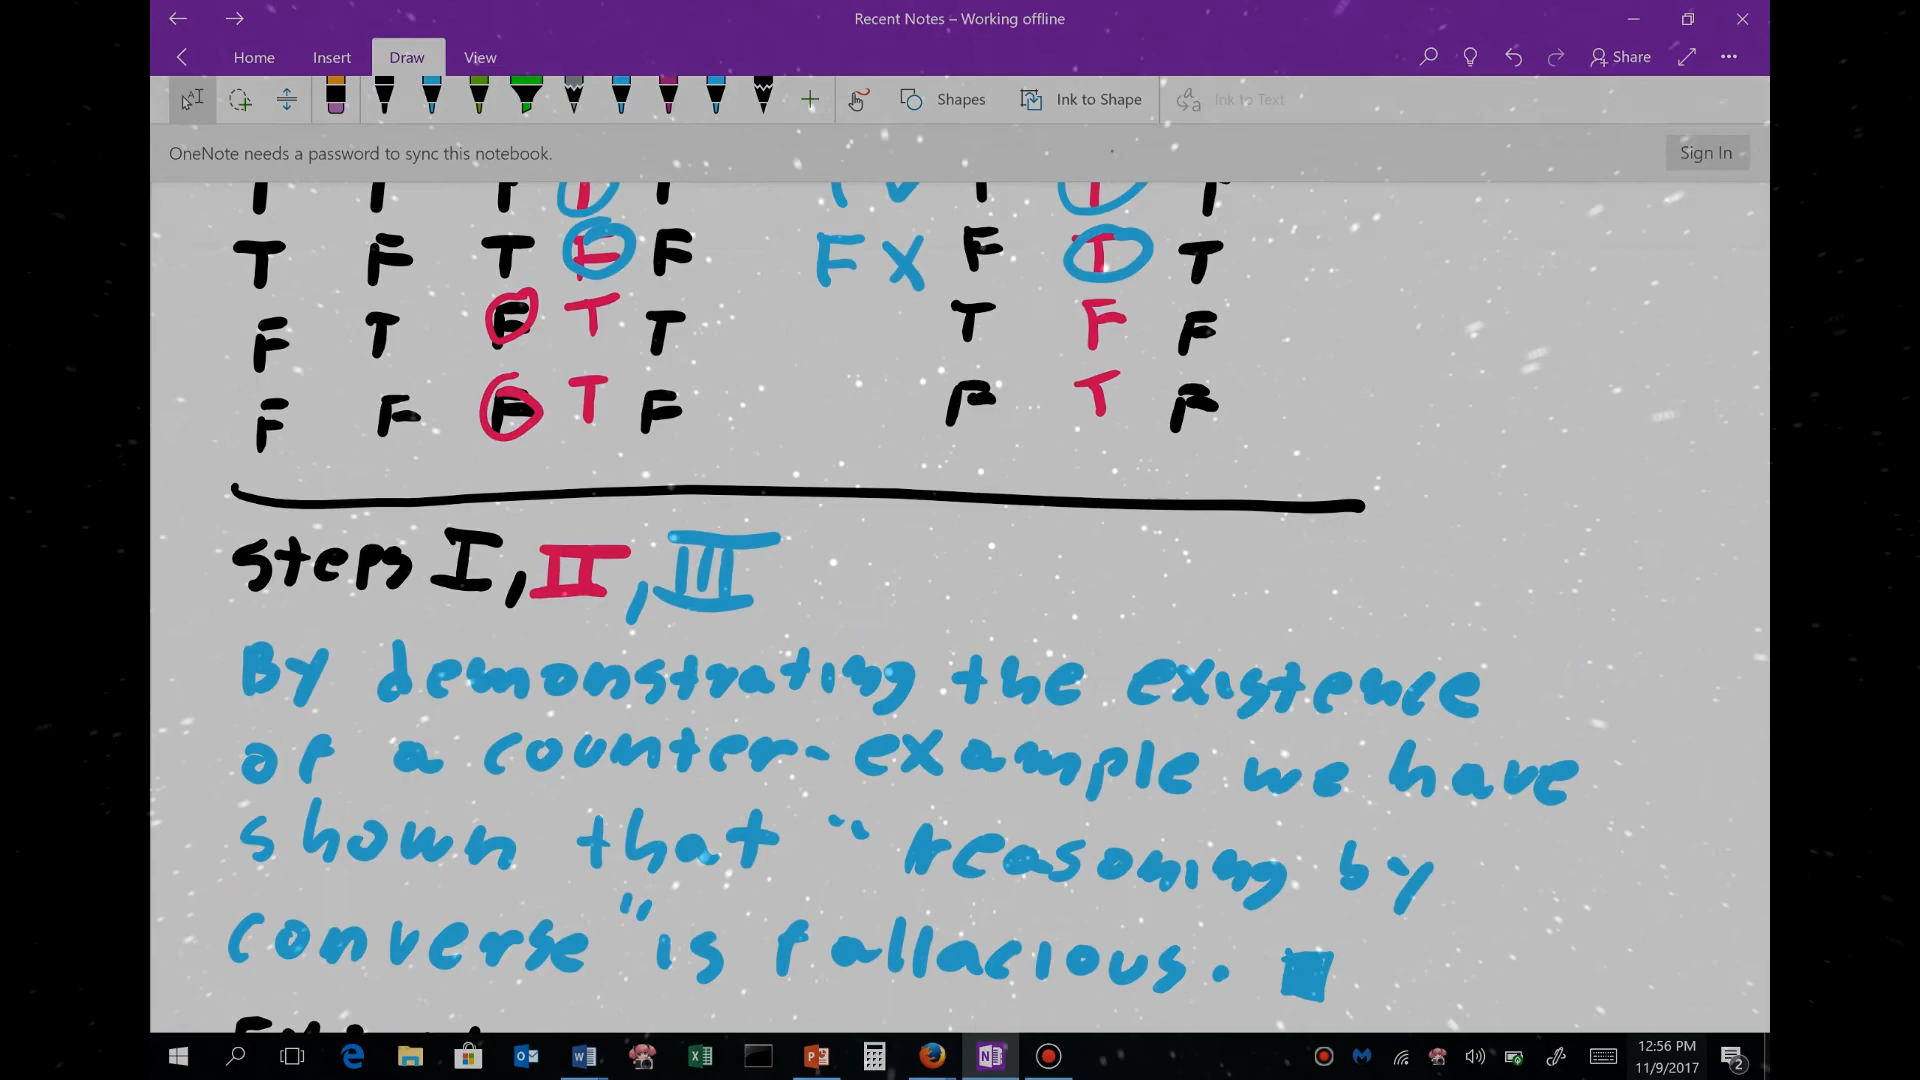 Recent Notes – Working offline
Home Insert Draw View Share
Shapes Ink to Shape Ink to Text
OneNote needs a password to sync this notebook. Sign In
T F T F F F X F T T
F T F T T T F F
F F F T F F T F
steps I, II, III
By demonstrating the existence
of a counter-example we have
shown that "reasoning by
converse" is fallacious.
12:56 PM
11/9/2017
2